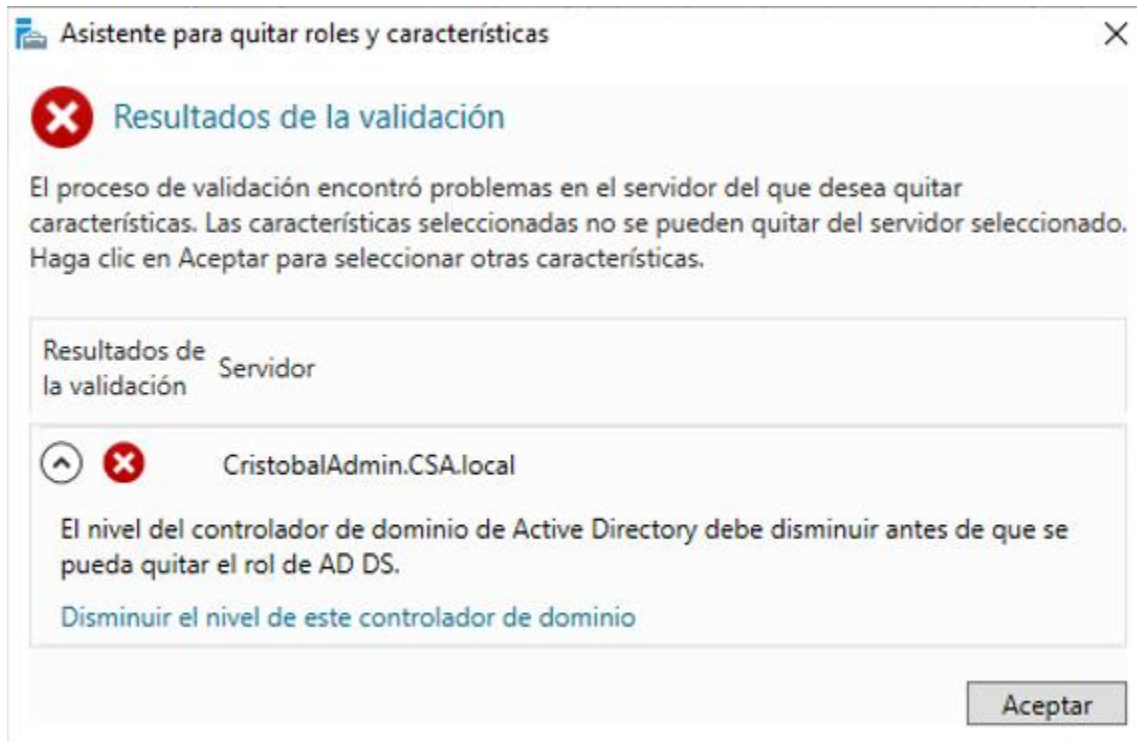 Asistente para quitar roles y características
Resultados de la validación
El proceso de validación encontró problemas en el servidor del que desea quitar
características. Las características seleccionadas no se pueden quitar del servidor seleccionado.
Haga clic en Aceptar para seleccionar otras características.
Resultados de
la validación
Servidor
CristobalAdmin.CSA.local
El nivel del controlador de dominio de Active Directory debe disminuir antes de que se
pueda quitar el rol de AD DS.
Disminuir el nivel de este controlador de dominio
Aceptar